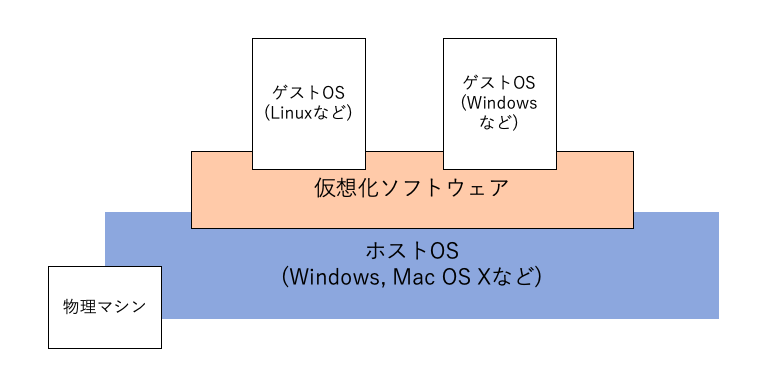 ゲストOS
(Linuxなど)
ゲストOS
(Windows
など)
仮想化ソフトウェア
ホストOS
(Windows, Mac OS Xなど)
物理マシン